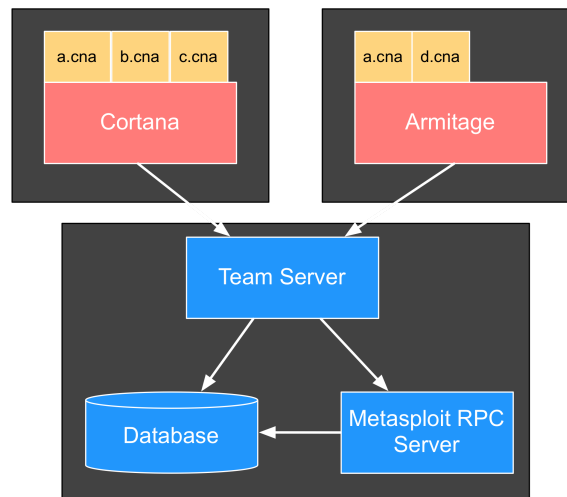 a.cna b.cna c.cna
Cortana
a.cna d.cna
Armitage
Team Server
Database
Metasploit RPC
Server